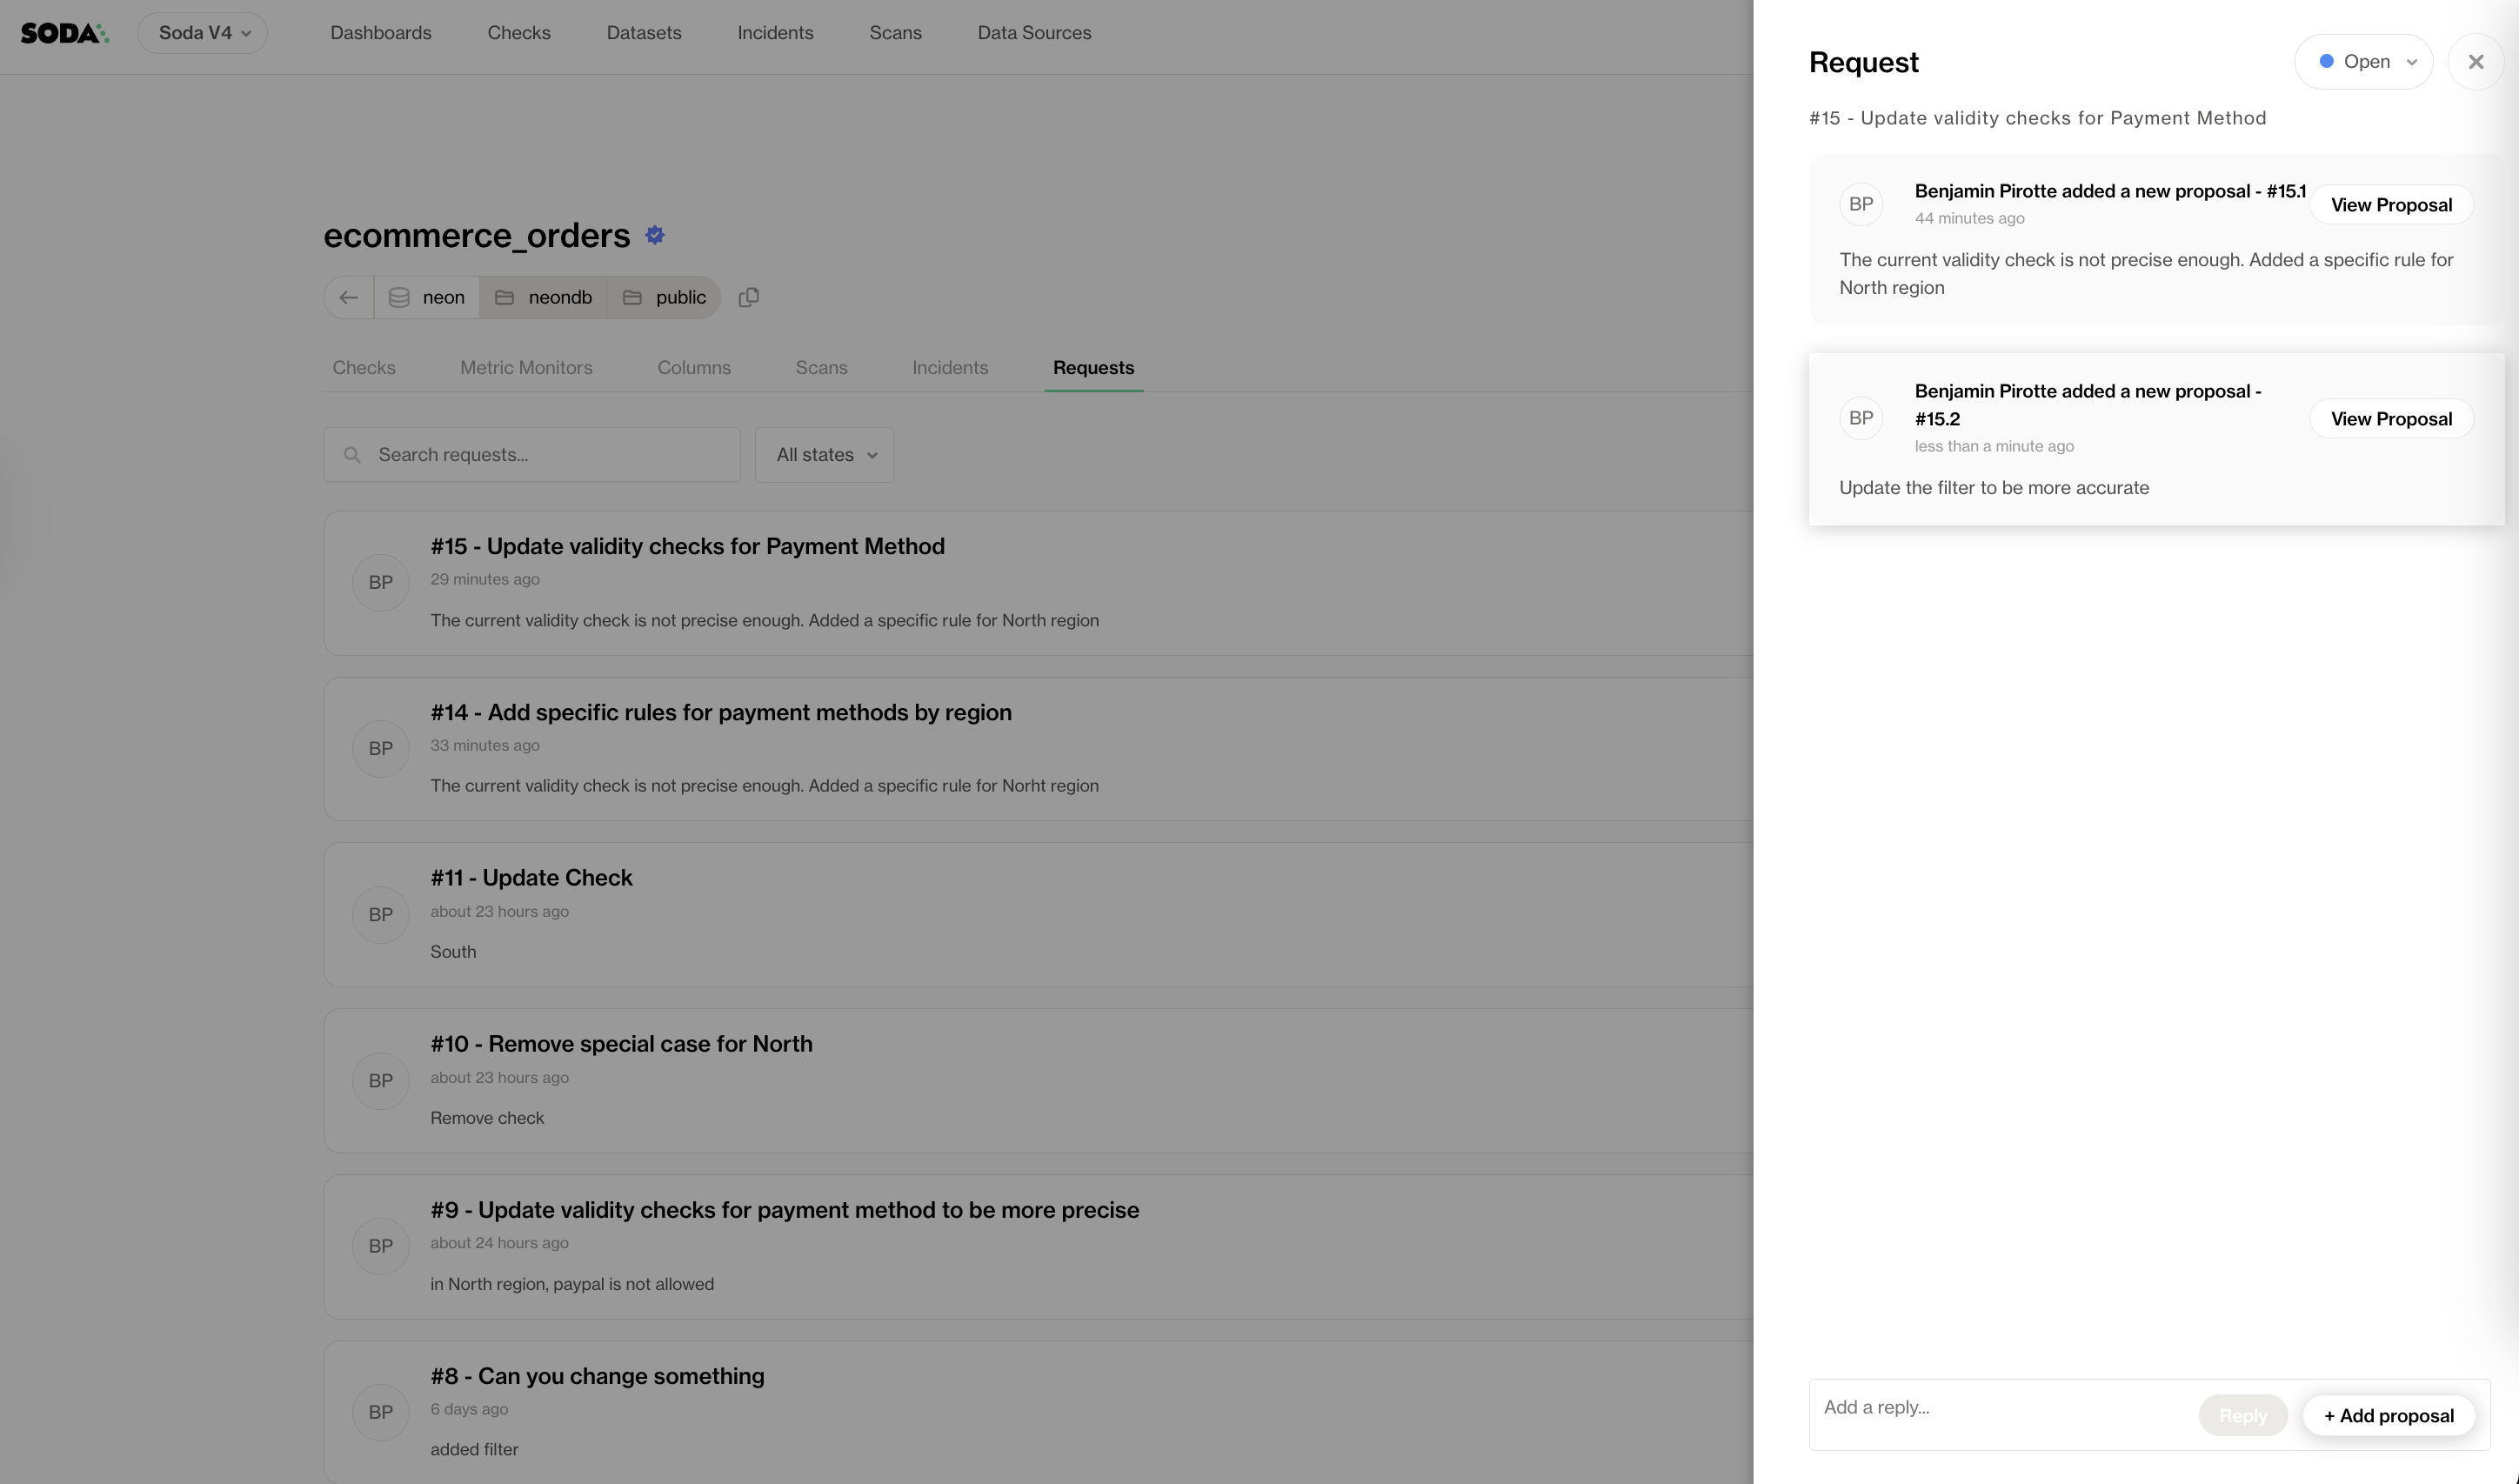 SODA
Soda V4
Dashboards
Checks
Datasets
Incidents
Scans
Data Sources
ecommerce_orders
neon
neondb
public
Checks
Metric Monitors
Columns
Scans
Incidents
Requests
Search requests...
All states
BP
#15 - Update validity checks for Payment Method
29 minutes ago
The current validity check is not precise enough. Added a specific rule for North region
BP
#14 - Add specific rules for payment methods by region
33 minutes ago
The current validity check is not precise enough. Added a specific rule for Norht region
BP
#11 - Update Check
about 23 hours ago
South
BP
#10 - Remove special case for North
about 23 hours ago
Remove check
BP
#9 - Update validity checks for payment method to be more precise
about 24 hours ago
in North region, paypal is not allowed
BP
#8 - Can you change something
6 days ago
added filter
Request
Open
#15 - Update validity checks for Payment Method
BP
Benjamin Pirotte added a new proposal - #15.1
44 minutes ago
View Proposal
The current validity check is not precise enough. Added a specific rule for
North region
BP
Benjamin Pirotte added a new proposal -
#15.2
less than a minute ago
View Proposal
Update the filter to be more accurate
Add a reply...
Reply
+ Add proposal